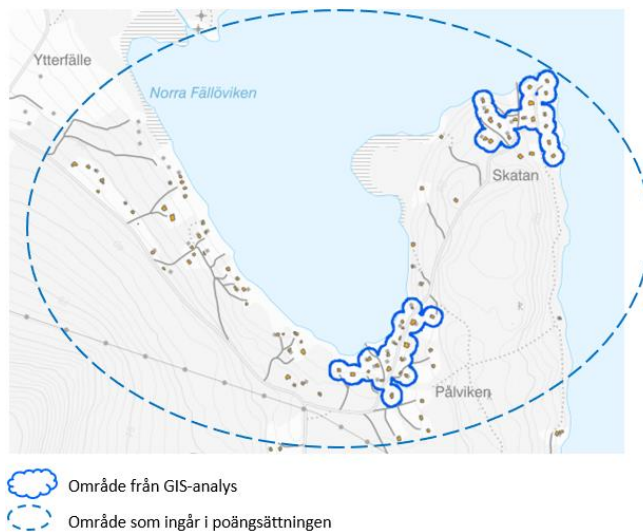 Ytterfälle
Norra Fällöviken
Skatan
Pålviken
Område från GIS-analys
Område som ingår i poängsättningen